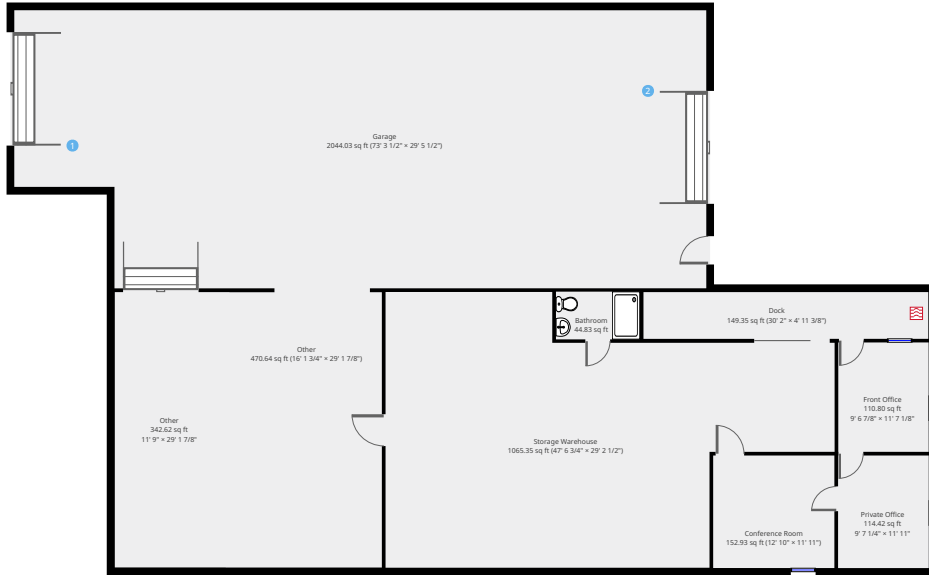 2
1
Garage
2044.03 sq ft (73' 3 1/2" × 29' 5 1/2")
Dock
149.35 sq ft (30' 2" × 4' 11 3/8")
Bathroom
44.83 sq ft
Other
470.64 sq ft (16' 1 3/4" × 29' 1 7/8")
Front Office
110.80 sq ft
9' 6 7/8" × 11' 7 1/8"
Other
342.62 sq ft
11' 9" × 29' 1 7/8"
Storage Warehouse
1065.35 sq ft (47' 6 3/4" × 29' 2 1/2")
Private Office
114.42 sq ft
9' 7 1/4" × 11' 11"
Conference Room
152.93 sq ft (12' 10" × 11' 11")